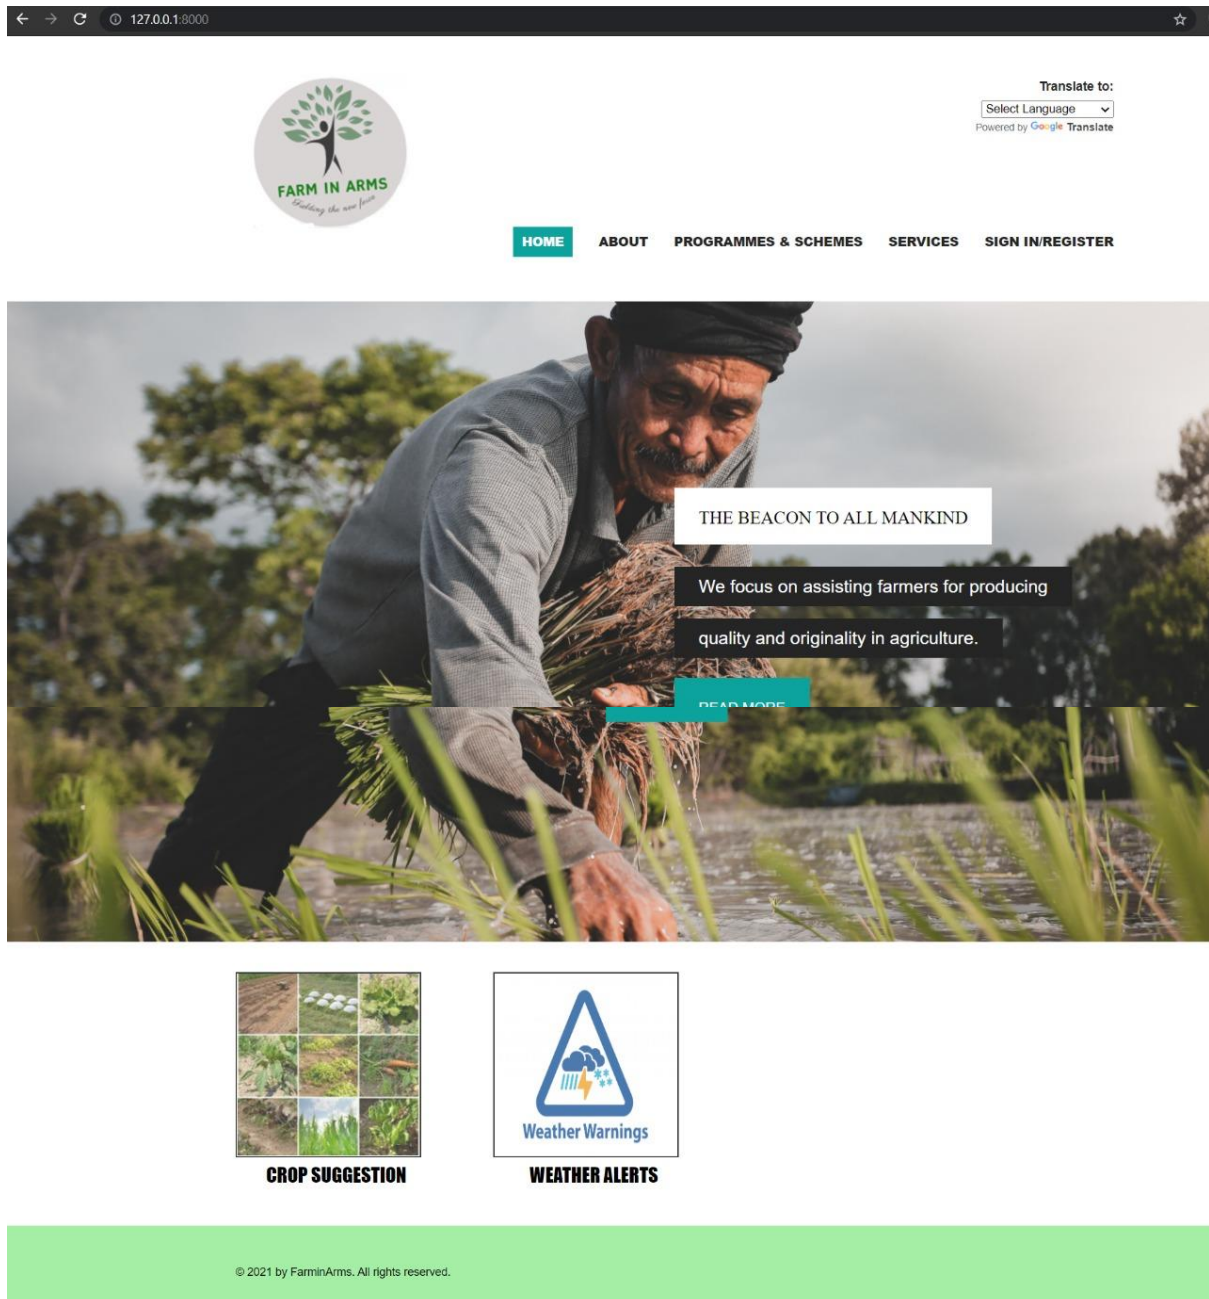 127.0.0.1:8000
Translate to:
Select Language
Powered by Google Translate
FARM IN ARMS
HOME ABOUT PROGRAMMES & SCHEMES SERVICES SIGN IN/REGISTER
THE BEACON TO ALL MANKIND
We focus on assisting farmers for producing
quality and originality in agriculture.
READ MORE
Weather Warnings
CROP SUGGESTION WEATHER ALERTS
© 2021 by FarminArms. All rights reserved.